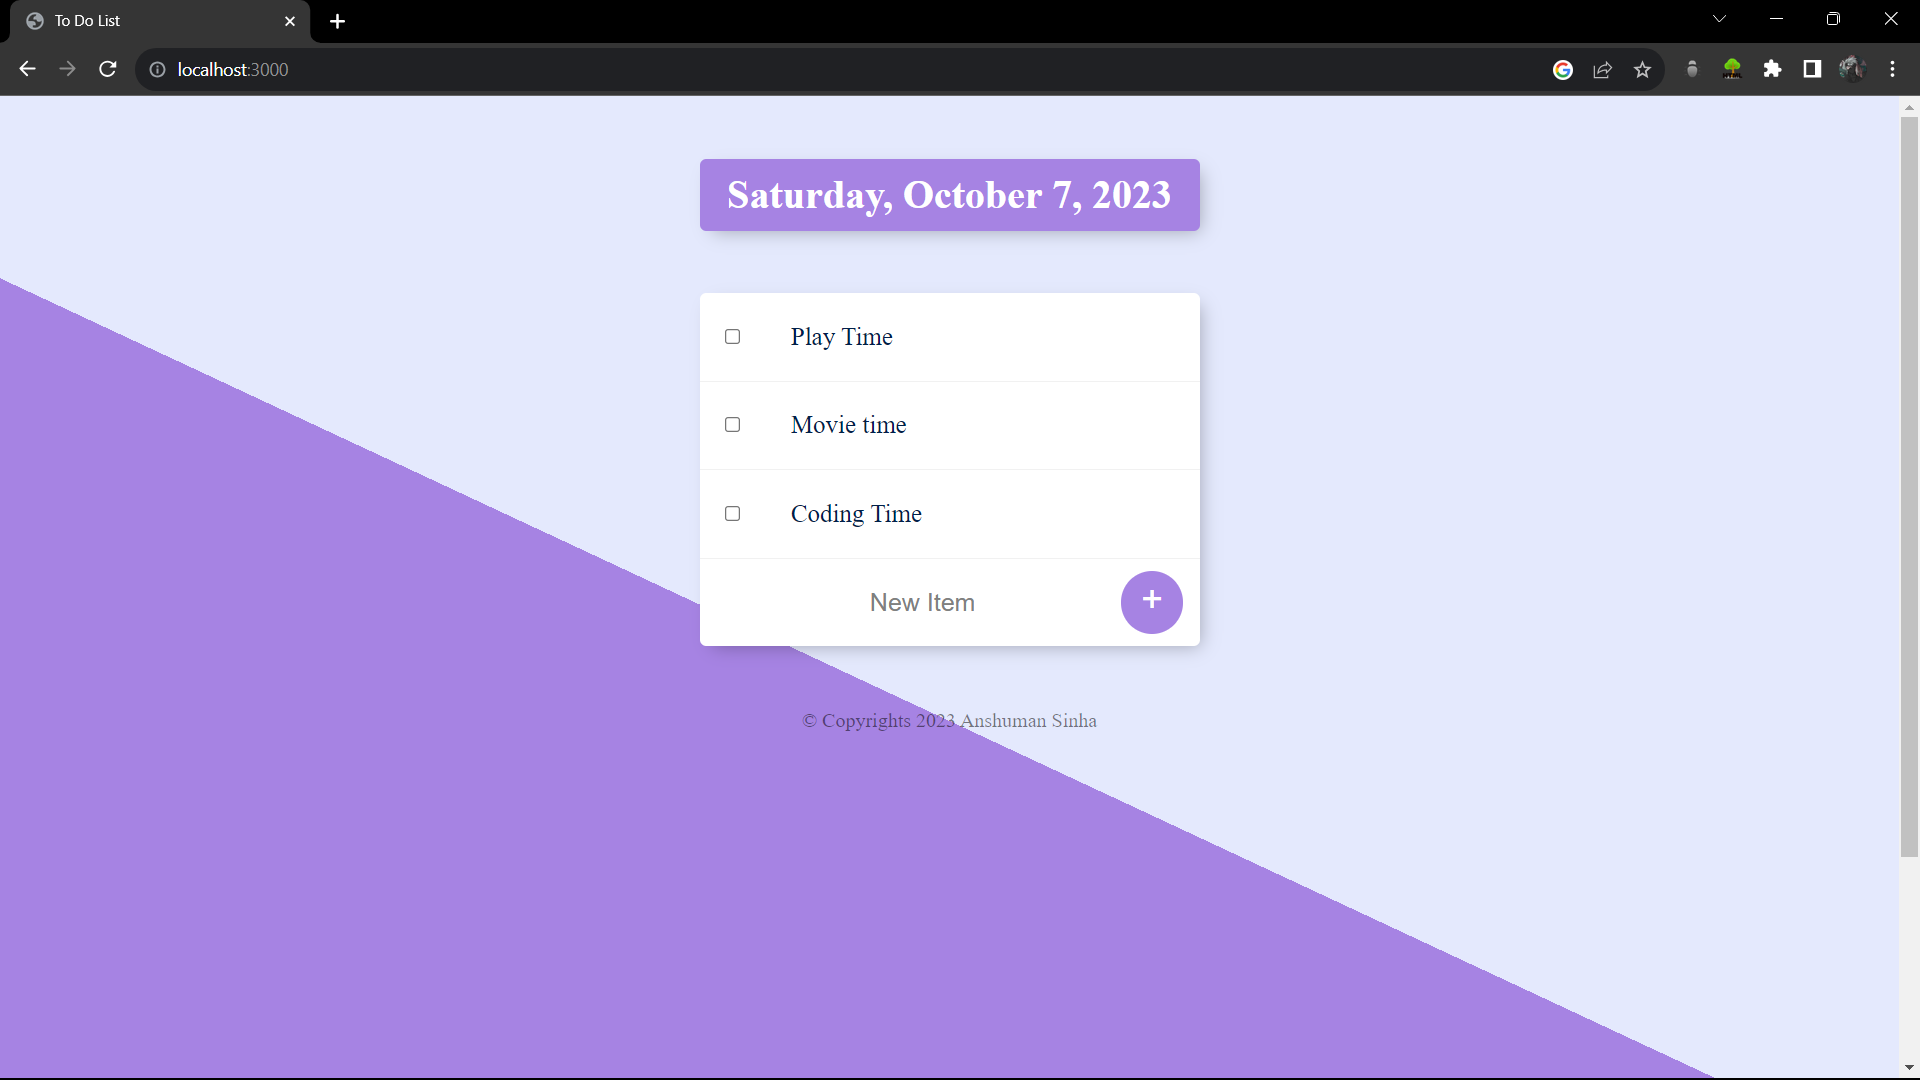 To Do List
localhost:3000
Saturday, October 7, 2023
Play Time
Movie time
Coding Time
New Item
+
© Copyrights 2023 Anshuman Sinha